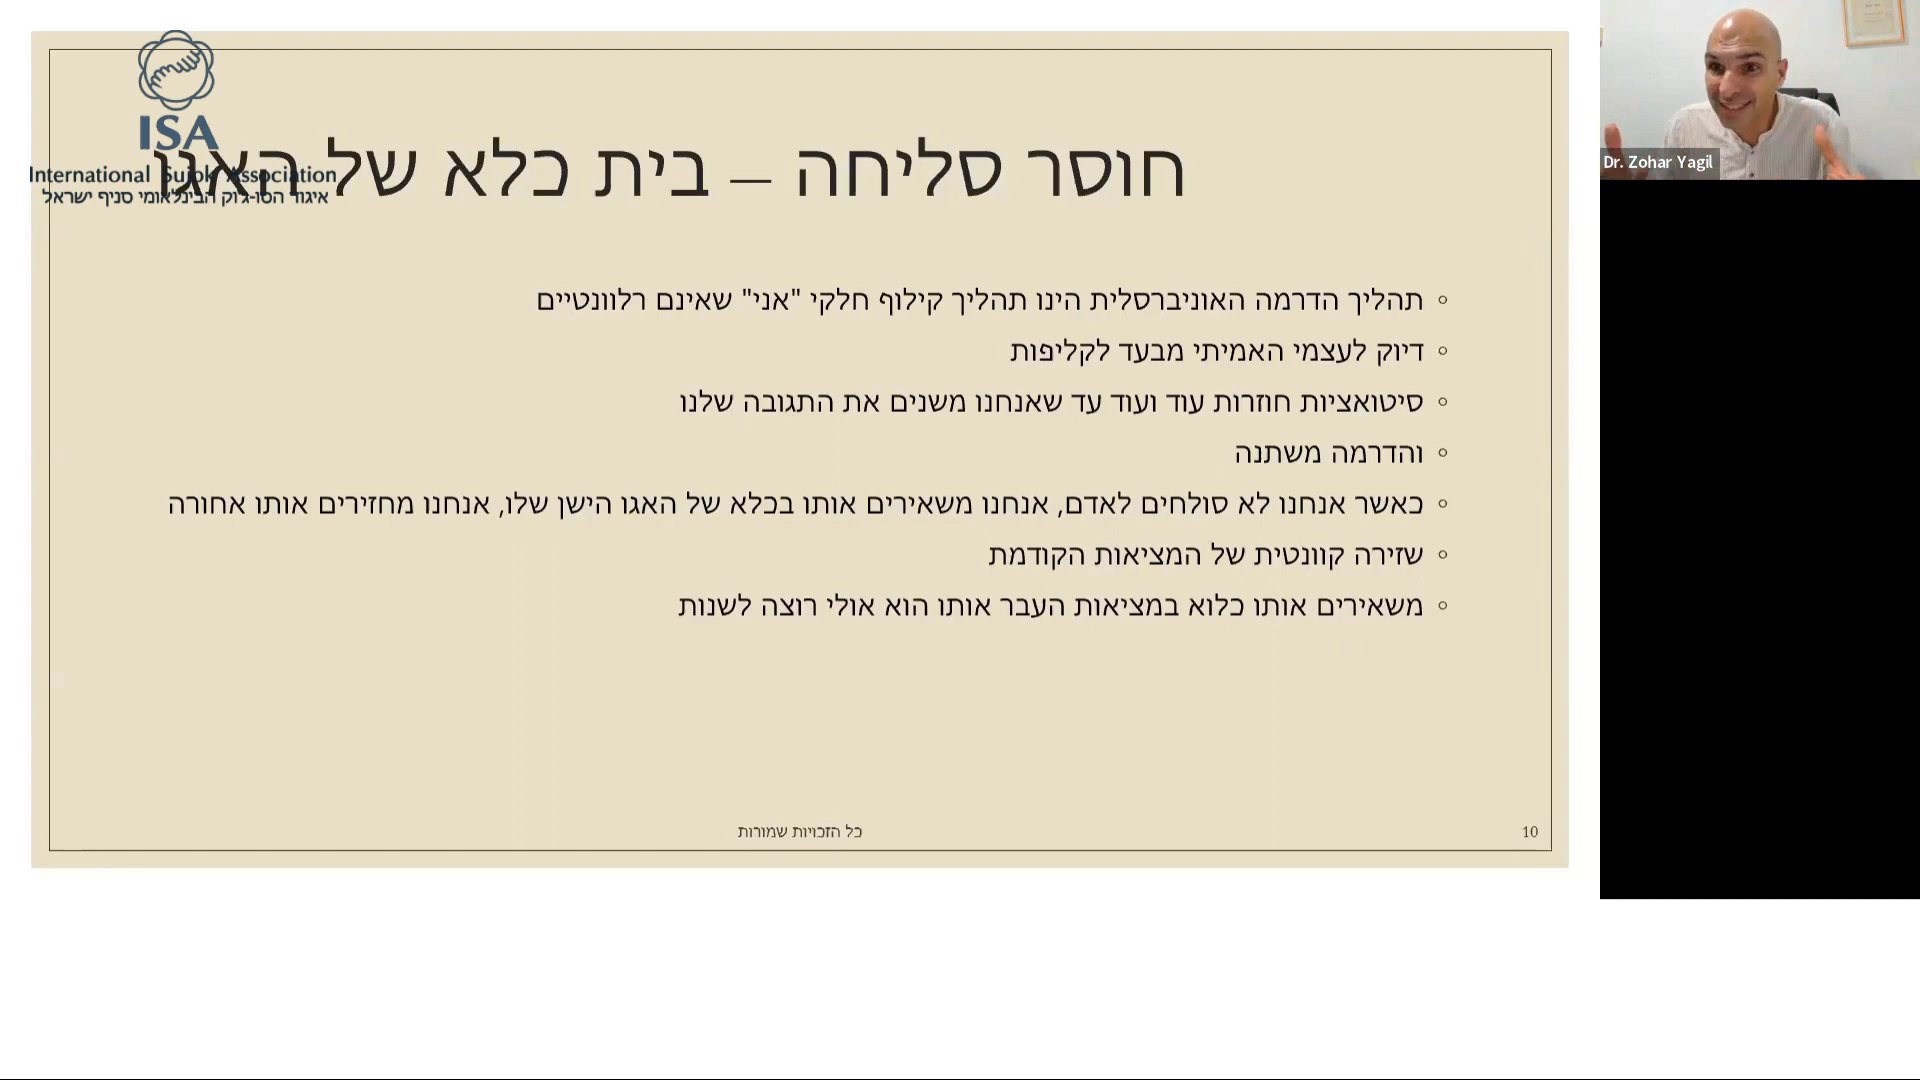 ISA
International Sujok Association
איגוד הסו-ג'וק הבינלאומי סניף ישראל
חוסר סליחה – בית כלא של האגו
תהליך הדרמה האוניברסלית הינו תהליך קילוף חלקי "אני" שאינם רלוונטיים
דיוק לעצמי האמיתי מבעד לקליפות
סיטואציות חוזרות עוד ועוד עד שאנחנו משנים את התגובה שלנו
והדרמה משתנה
כאשר אנחנו לא סולחים לאדם, אנחנו משאירים אותו בכלא של האגו הישן שלו, אנחנו מחזירים אותו אחורה
שזירה קוונטית של המציאות הקודמת
משאירים אותו כלוא במציאות העבר אותו הוא אולי רוצה לשנות
כל הזכויות שמורות
10
Dr. Zohar Yagil